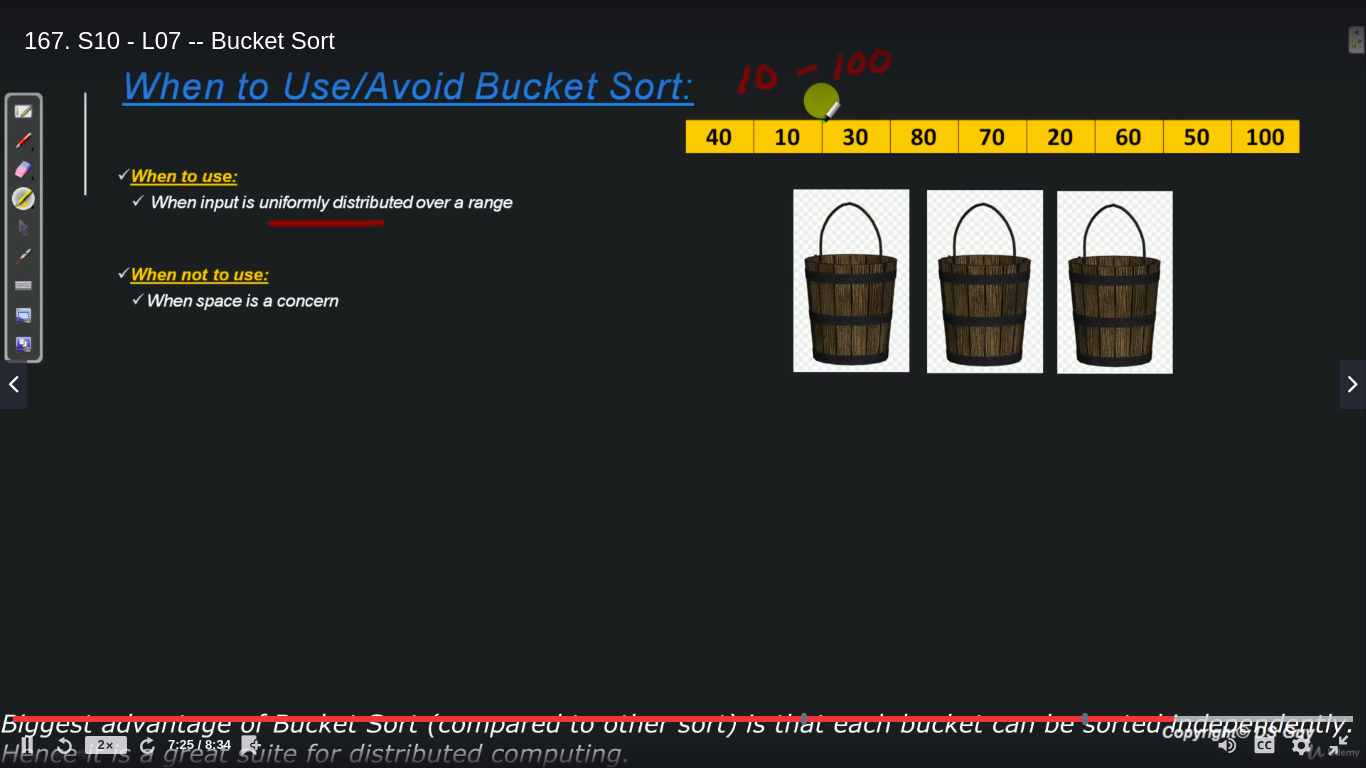 167. S10 - L07 -- Bucket Sort
When to Use/Avoid Bucket Sort:
10 - 100
40 10 30 80 70 20 60 50 100
When to use:
When input is uniformly distributed over a range
When not to use:
When space is a concern
Biggest advantage of Bucket Sort (compared to other sort) is that each bucket can be sorted independently.
Hence it is a great suite for distributed computing.
Copyright© DS Guy
2x
7:25 / 8:34
CC
Udemy